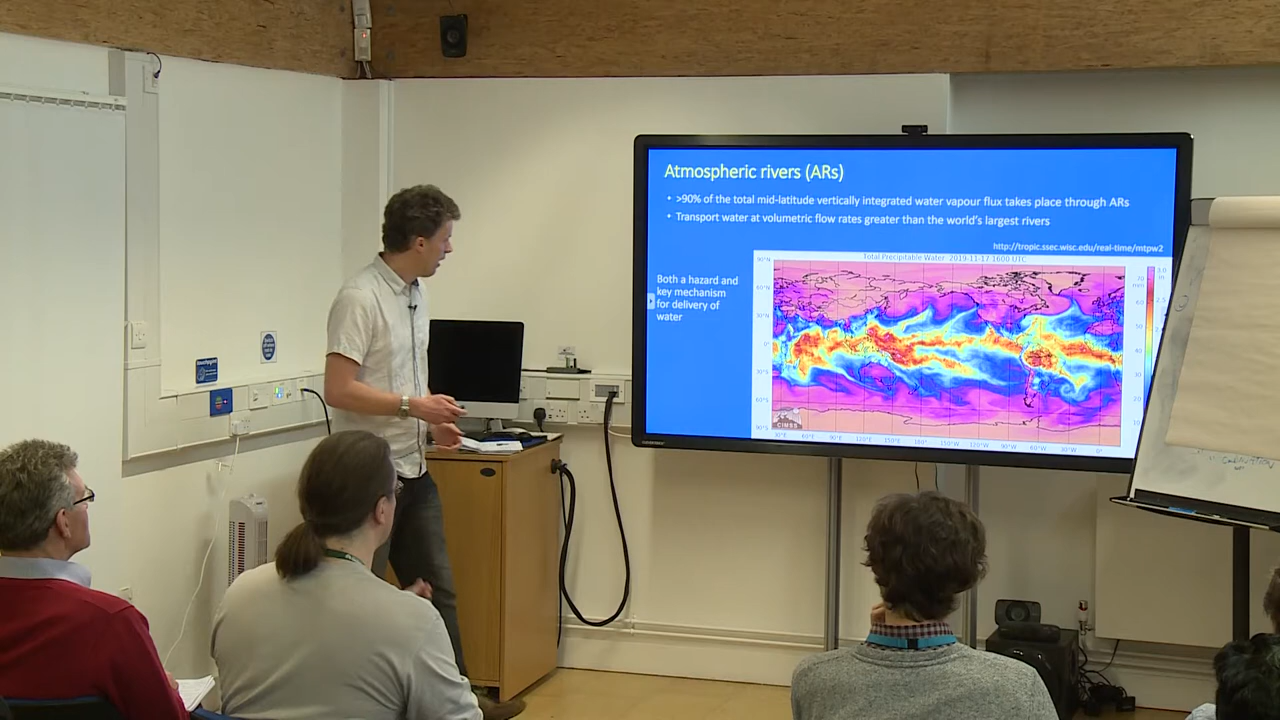 Atmospheric rivers (ARs)
• >90% of the total mid-latitude vertically integrated water vapour flux takes place through ARs
• Transport water at volumetric flow rates greater than the world's largest rivers
http://tropic.ssec.wisc.edu/real-time/mtpw2
Total Precipitable Water: 2019-11-17 1600 UTC
Both a hazard and
key mechanism
for delivery of
water
CIMSS